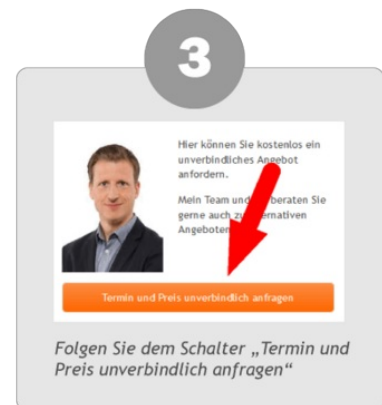 3
Hier können Sie kostenlos ein
unverbindliches Angebot
anfordern.
Mein Team und beraten Sie
gerne auch zu ernativen
Angeboten
Termin und Preis unverbindlich anfragen
Folgen Sie dem Schalter „Termin und
Preis unverbindlich anfragen“